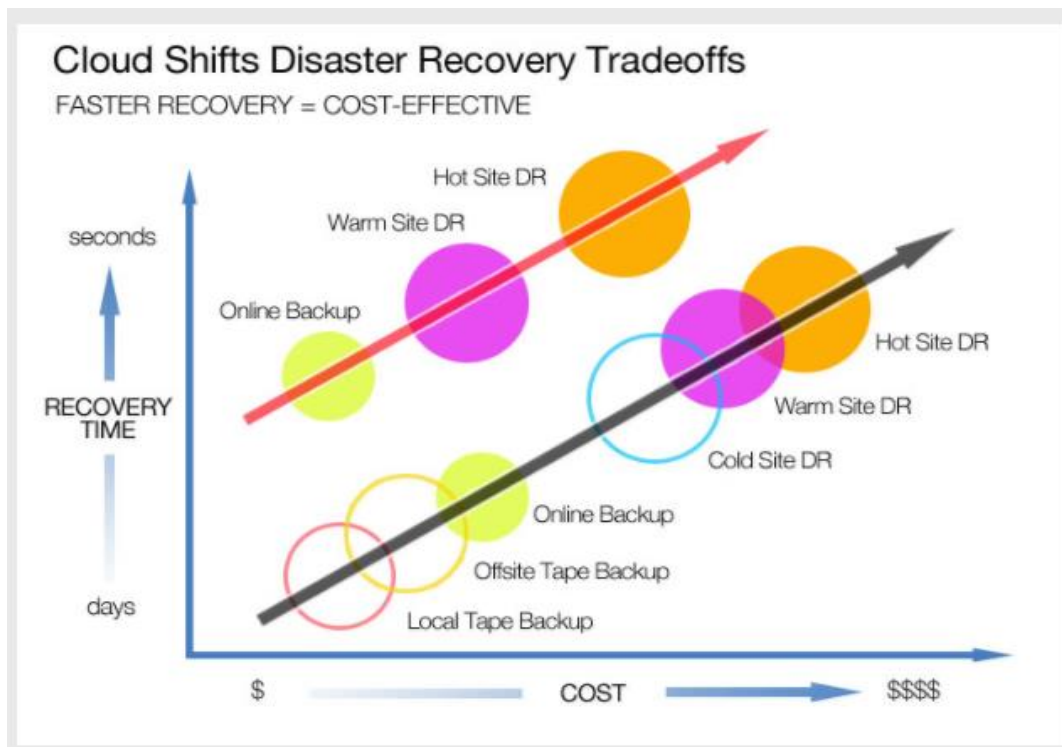 Cloud Shifts Disaster Recovery Tradeoffs
FASTER RECOVERY = COST-EFFECTIVE
Hot Site DR
Warm Site DR
seconds
Online Backup
Hot Site DR
RECOVERY
TIME
Warm Site DR
Cold Site DR
Online Backup
Offsite Tape Backup
days
Local Tape Backup
$
COST
$$$$